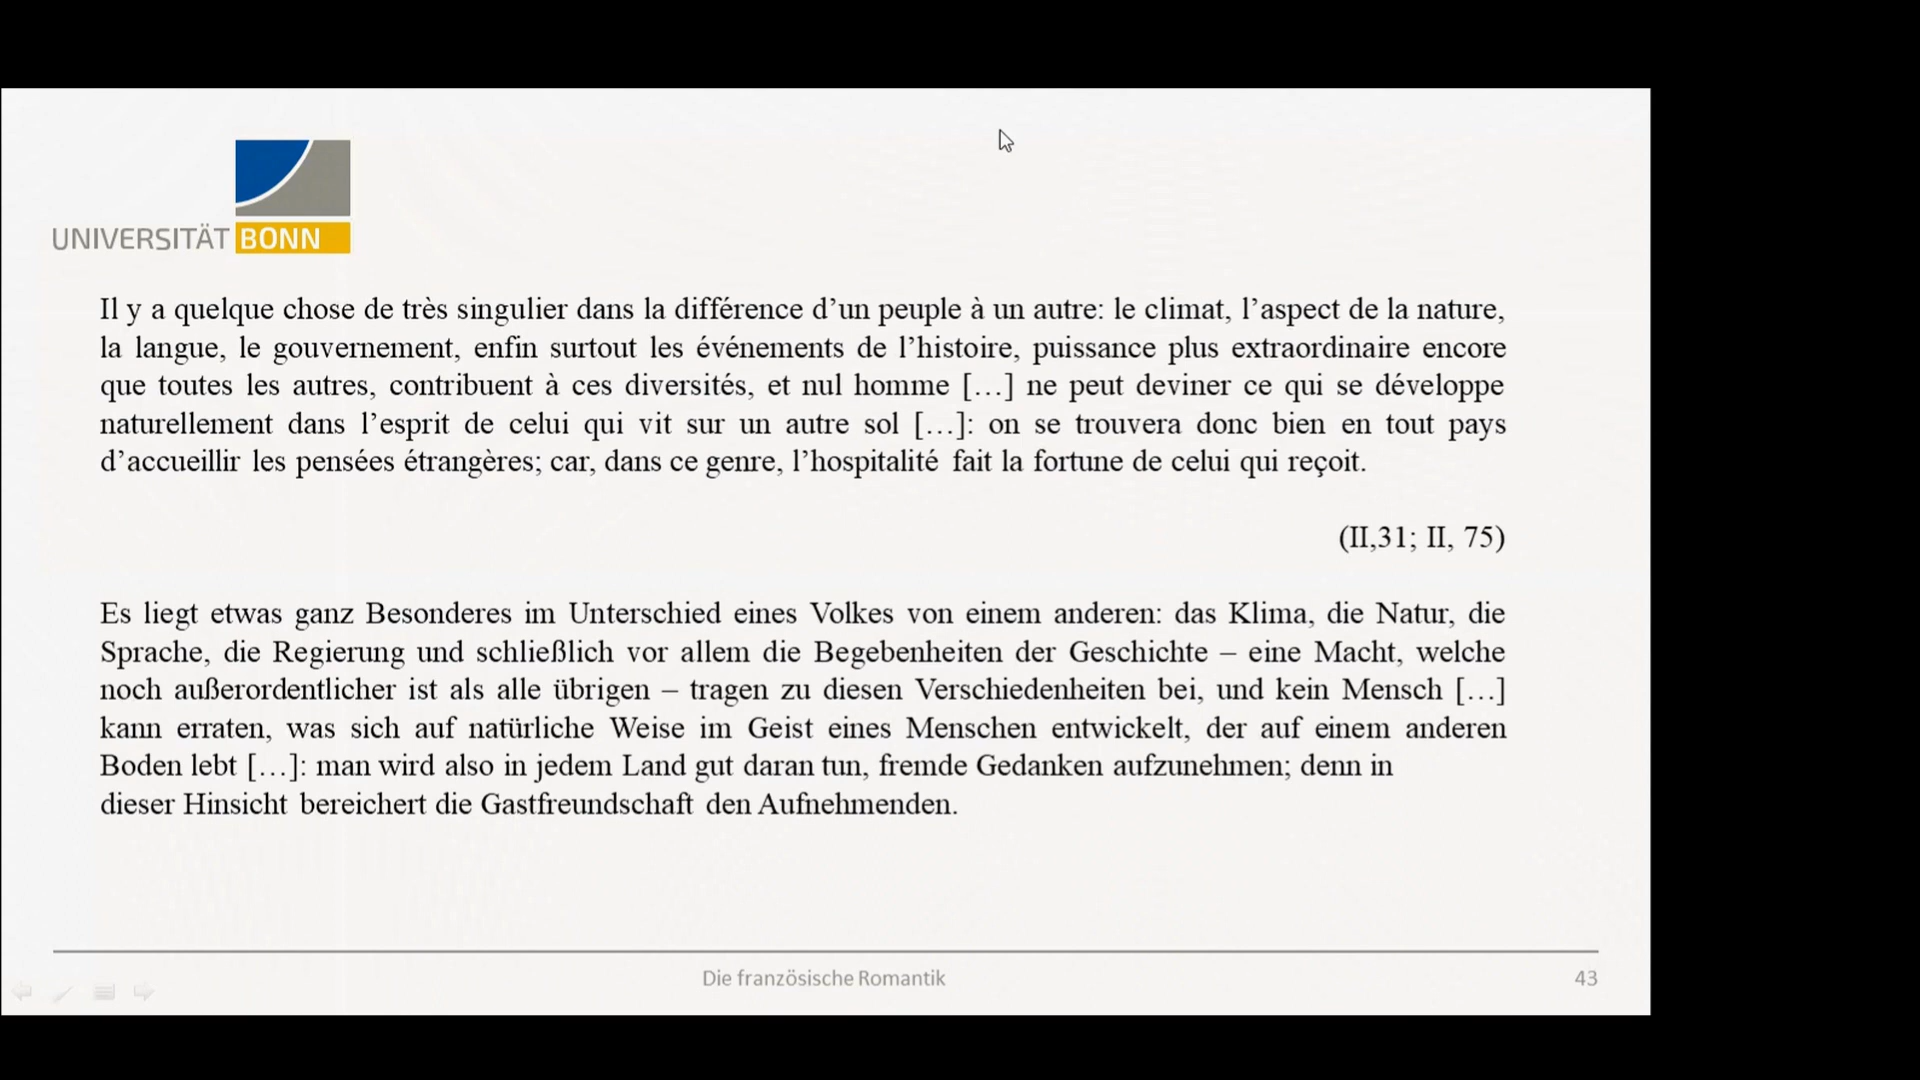 UNIVERSITÄT BONN
Il y a quelque chose de très singulier dans la différence d’un peuple à un autre: le climat, l’aspect de la nature,
la langue, le gouvernement, enfin surtout les événements de l’histoire, puissance plus extraordinaire encore
que toutes les autres, contribuent à ces diversités, et nul homme […] ne peut deviner ce qui se développe
naturellement dans l’esprit de celui qui vit sur un autre sol […]: on se trouvera donc bien en tout pays
d’accueillir les pensées étrangères; car, dans ce genre, l’hospitalité fait la fortune de celui qui reçoit.
(II,31; II, 75)
Es liegt etwas ganz Besonderes im Unterschied eines Volkes von einem anderen: das Klima, die Natur, die
Sprache, die Regierung und schließlich vor allem die Begebenheiten der Geschichte – eine Macht, welche
noch außerordentlicher ist als alle übrigen – tragen zu diesen Verschiedenheiten bei, und kein Mensch […]
kann erraten, was sich auf natürliche Weise im Geist eines Menschen entwickelt, der auf einem anderen
Boden lebt […]: man wird also in jedem Land gut daran tun, fremde Gedanken aufzunehmen; denn in
dieser Hinsicht bereichert die Gastfreundschaft den Aufnehmenden.
Die französische Romantik
43